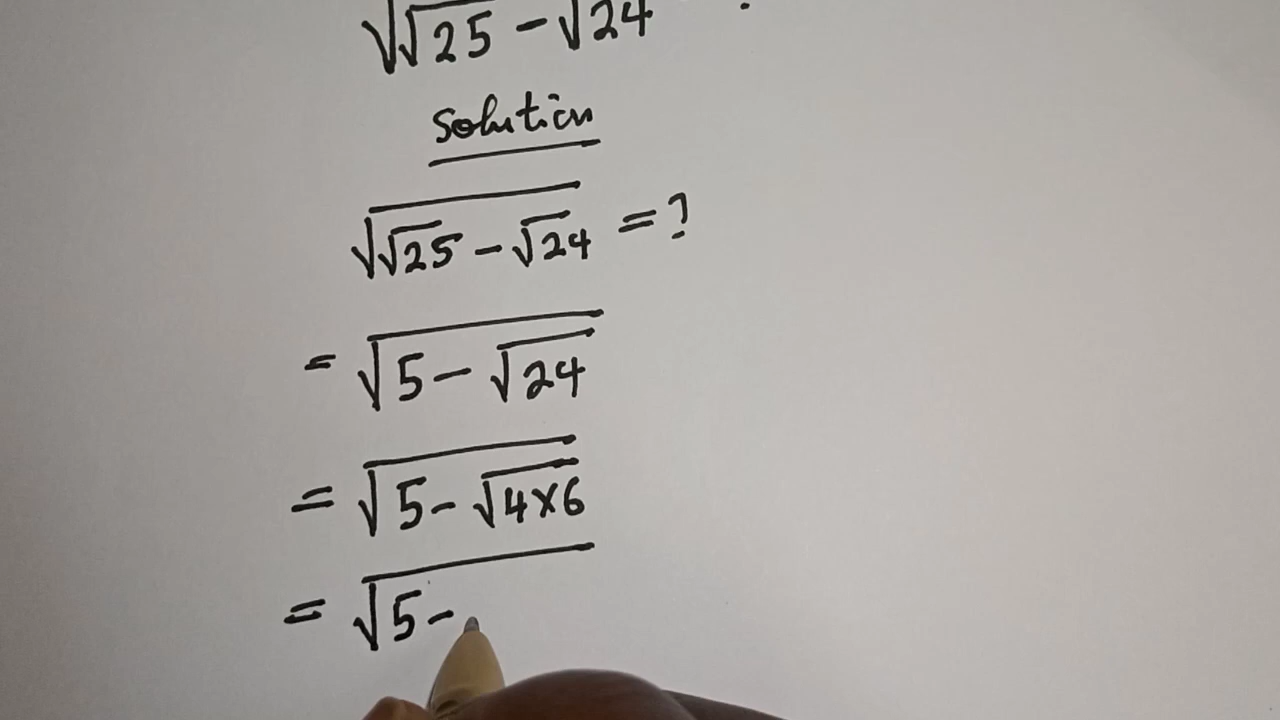 √√25 - √24 ?
Solution
√√25 - √24 = ?
= √5 - √24
= √5 - √4×6
= √5 -